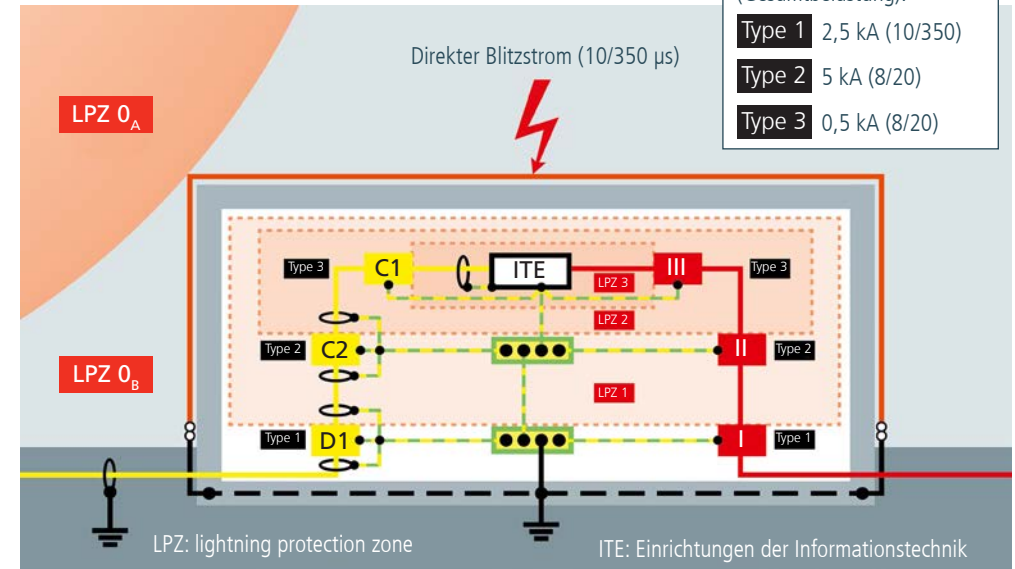 (Gesamtbelastung):
Type 1 2,5 kA (10/350)
Type 2 5 kA (8/20)
Type 3 0,5 kA (8/20)
Direkter Blitzstrom (10/350 µs)
LPZ 0A
Type 3 C1 ITE III Type 3
LPZ 3
LPZ 2
Type 2 C2 II Type 2
LPZ 0B
LPZ 1
Type 1 D1 I Type 1
LPZ: lightning protection zone
ITE: Einrichtungen der Informationstechnik